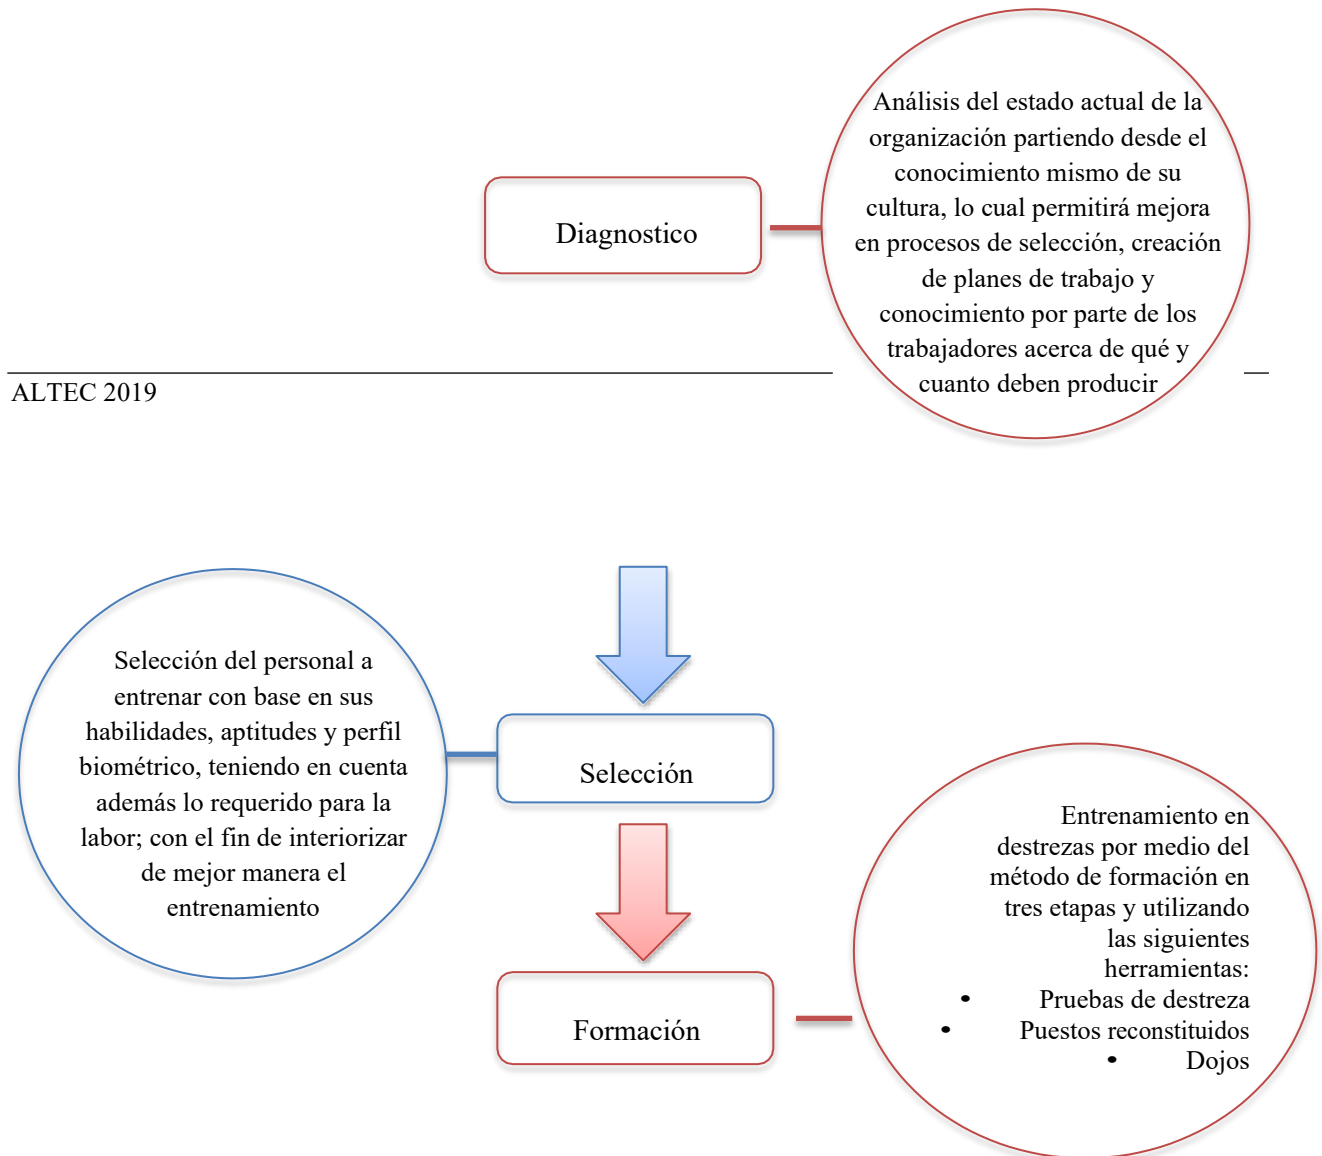 Análisis del estado actual de la
organización partiendo desde el
conocimiento mismo de su
cultura, lo cual permitirá mejora
en procesos de selección, creación
de planes de trabajo y
conocimiento por parte de los
trabajadores acerca de qué y
cuanto deben producir
Diagnostico
ALTEC 2019
Selección del personal a
entrenar con base en sus
habilidades, aptitudes y perfil
biométrico, teniendo en cuenta
además lo requerido para la
labor; con el fin de interiorizar
de mejor manera el
entrenamiento
Selección
Entrenamiento en
destrezas por medio del
método de formación en
tres etapas y utilizando
las siguientes
herramientas:
• Pruebas de destreza
• Puestos reconstituidos
• Dojos
Formación